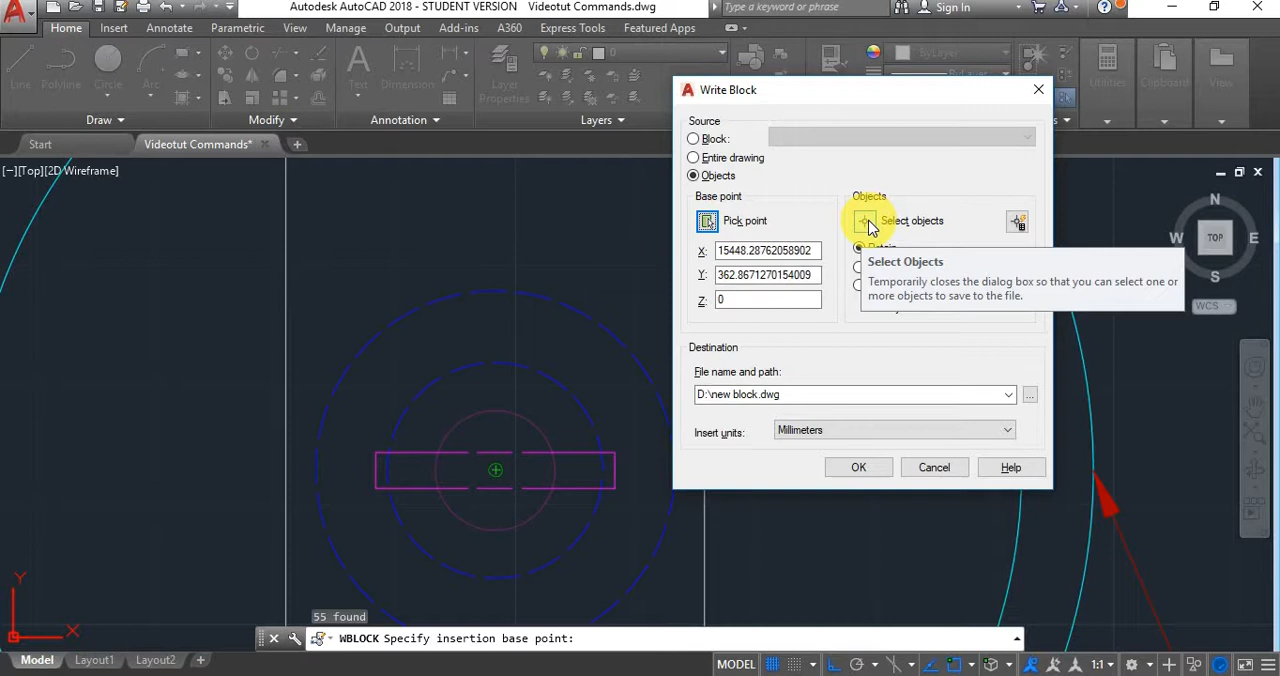 Autodesk AutoCAD 2018 - STUDENT VERSION Videotut Commands.dwg
Type a keyword or phrase
Sign In
Home Insert Annotate Parametric View Manage Output Add-ins A360 Express Tools Featured Apps
Line Polyline Circle Arc
Text Dimension
Layer Properties
0
ByLayer
Utilities Clipboard View
Draw Modify Annotation Layers
Start Videotut Commands*
[−][Top][2D Wireframe]
N
W TOP E
S
WCS
Write Block
Source
Block:
Entire drawing
Objects
Base point
Pick point
X: 15448.28762058902
Y: 362.8671270154009
Z: 0
Objects
Select objects
Retain
Select Objects
Temporarily closes the dialog box so that you can select one or
more objects to save to the file.
Destination
File name and path:
D:\new block.dwg
...
Insert units: Millimeters
OK Cancel Help
Y
X
55 found
WBLOCK Specify insertion base point:
Model Layout1 Layout2
MODEL 1:1